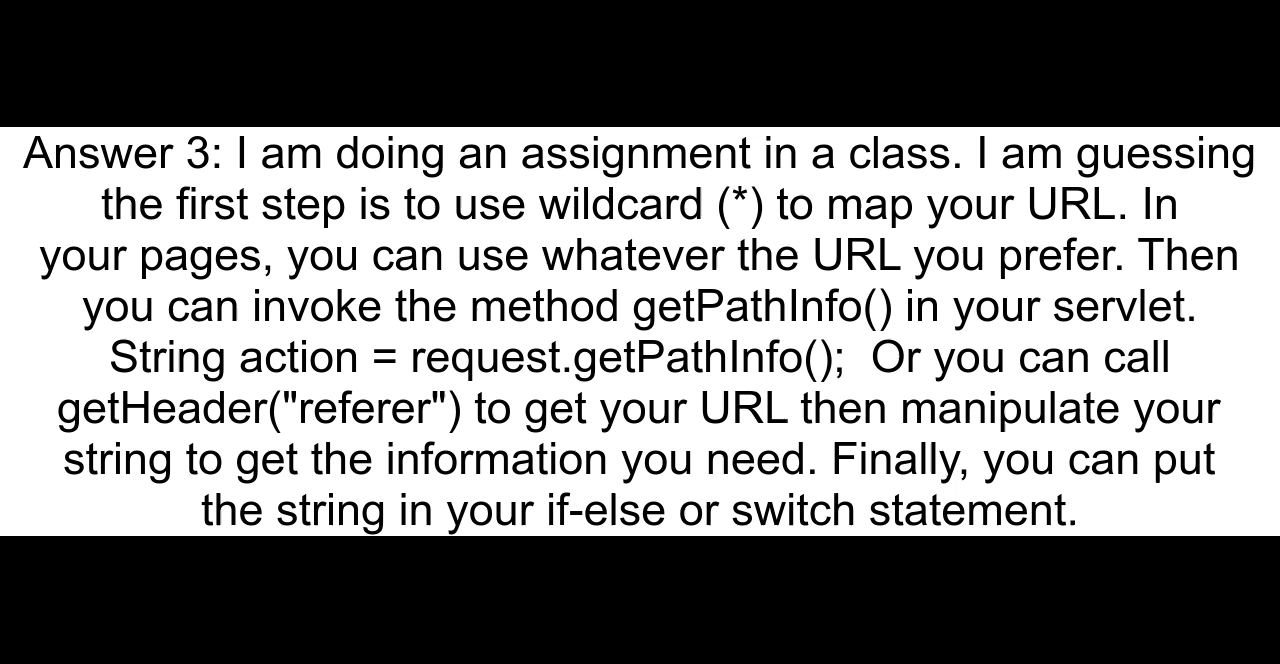 Answer 3: I am doing an assignment in a class. I am guessing
the first step is to use wildcard (*) to map your URL. In
your pages, you can use whatever the URL you prefer. Then
you can invoke the method getPathInfo() in your servlet.
String action = request.getPathInfo();  Or you can call
getHeader("referer") to get your URL then manipulate your
string to get the information you need. Finally, you can put
the string in your if-else or switch statement.